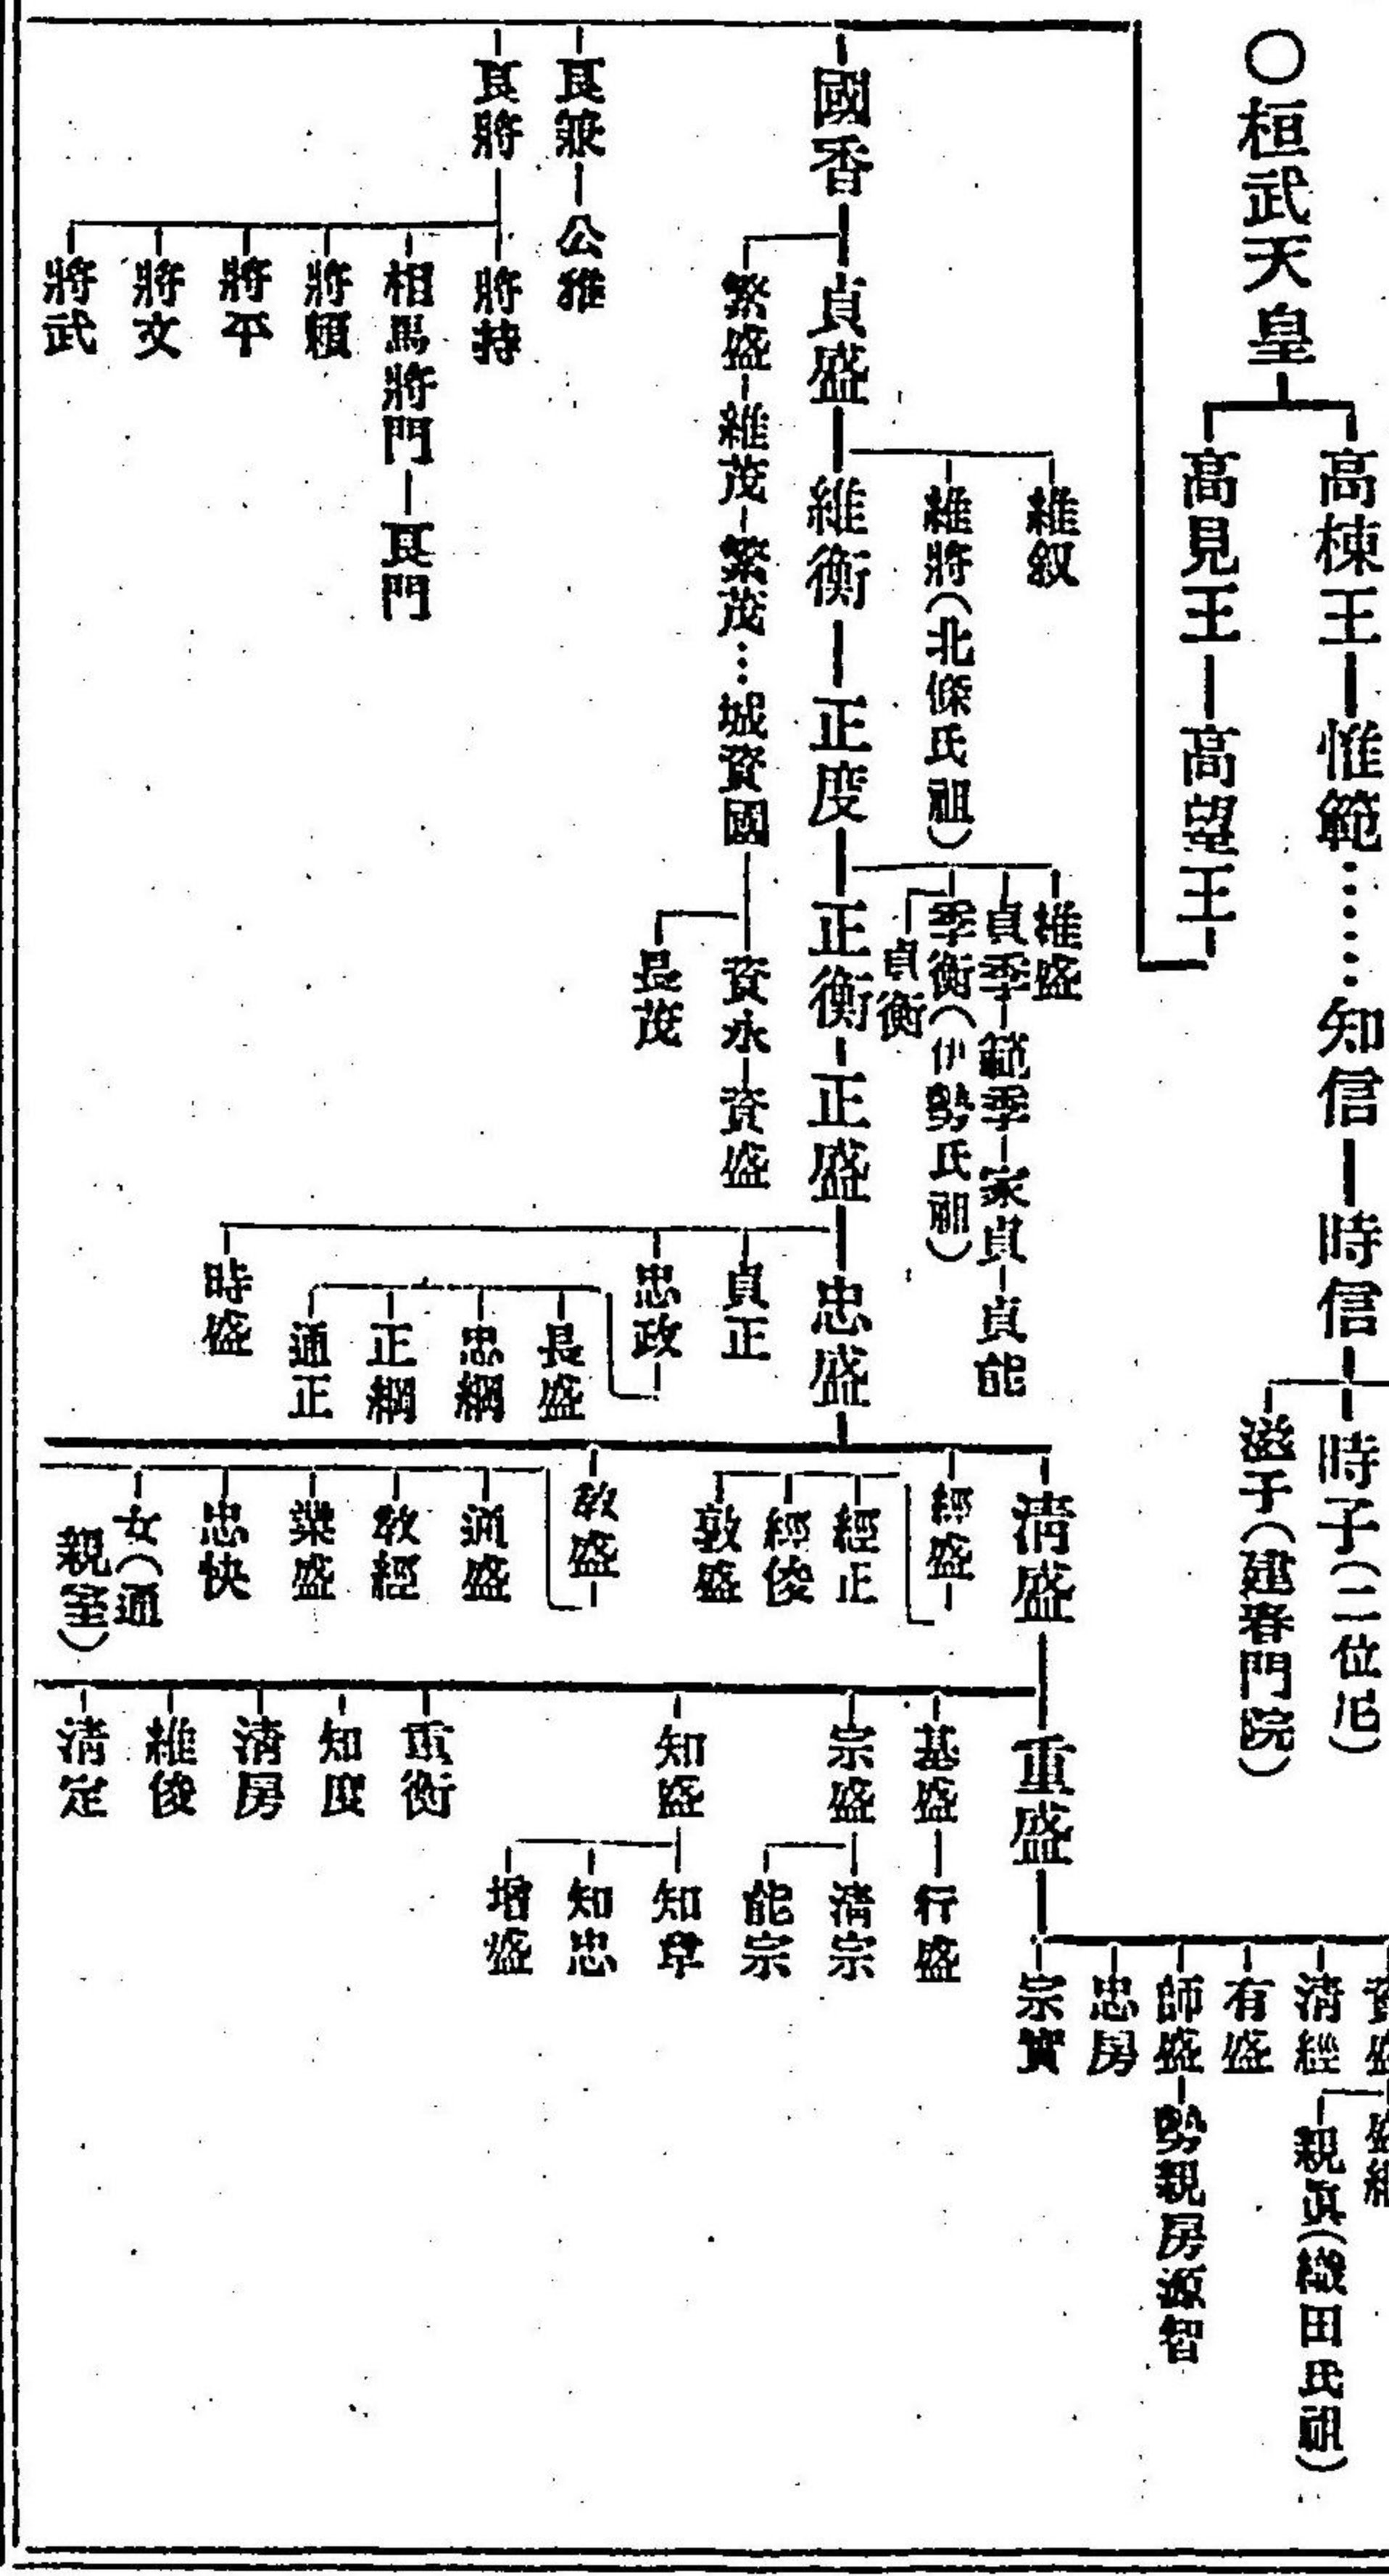 〇桓武天皇
高棟王―惟範……知信―時信
時子(二位尼)
滋子(建春門院)
高見王―高望王
國香―貞盛―維衡―正度―正衡―正盛―忠盛
維叙
維將(北條氏祖)
維盛
貞季―範季―家貞―貞能
季衡(伊勢氏祖)
貞衡
繁盛―維茂―繁茂…城資國
資永―資盛
長茂
貞正
忠政
長盛
忠綱
正綱
通正
時盛
良兼―公雅
良將
將持
相馬將門―良門
將頼
將平
將文
將武
清盛―重盛
經盛
經正
經俊
敦盛
教盛
通盛
教經
業盛
忠快
女(通
親室)
基盛―行盛
宗盛
清宗
能宗
知盛
知章
知忠
増盛
重衡
知度
清房
維俊
清定
資盛
親眞(織田氏祖)
清經
有盛
師盛―勢親房源智
忠房
宗實